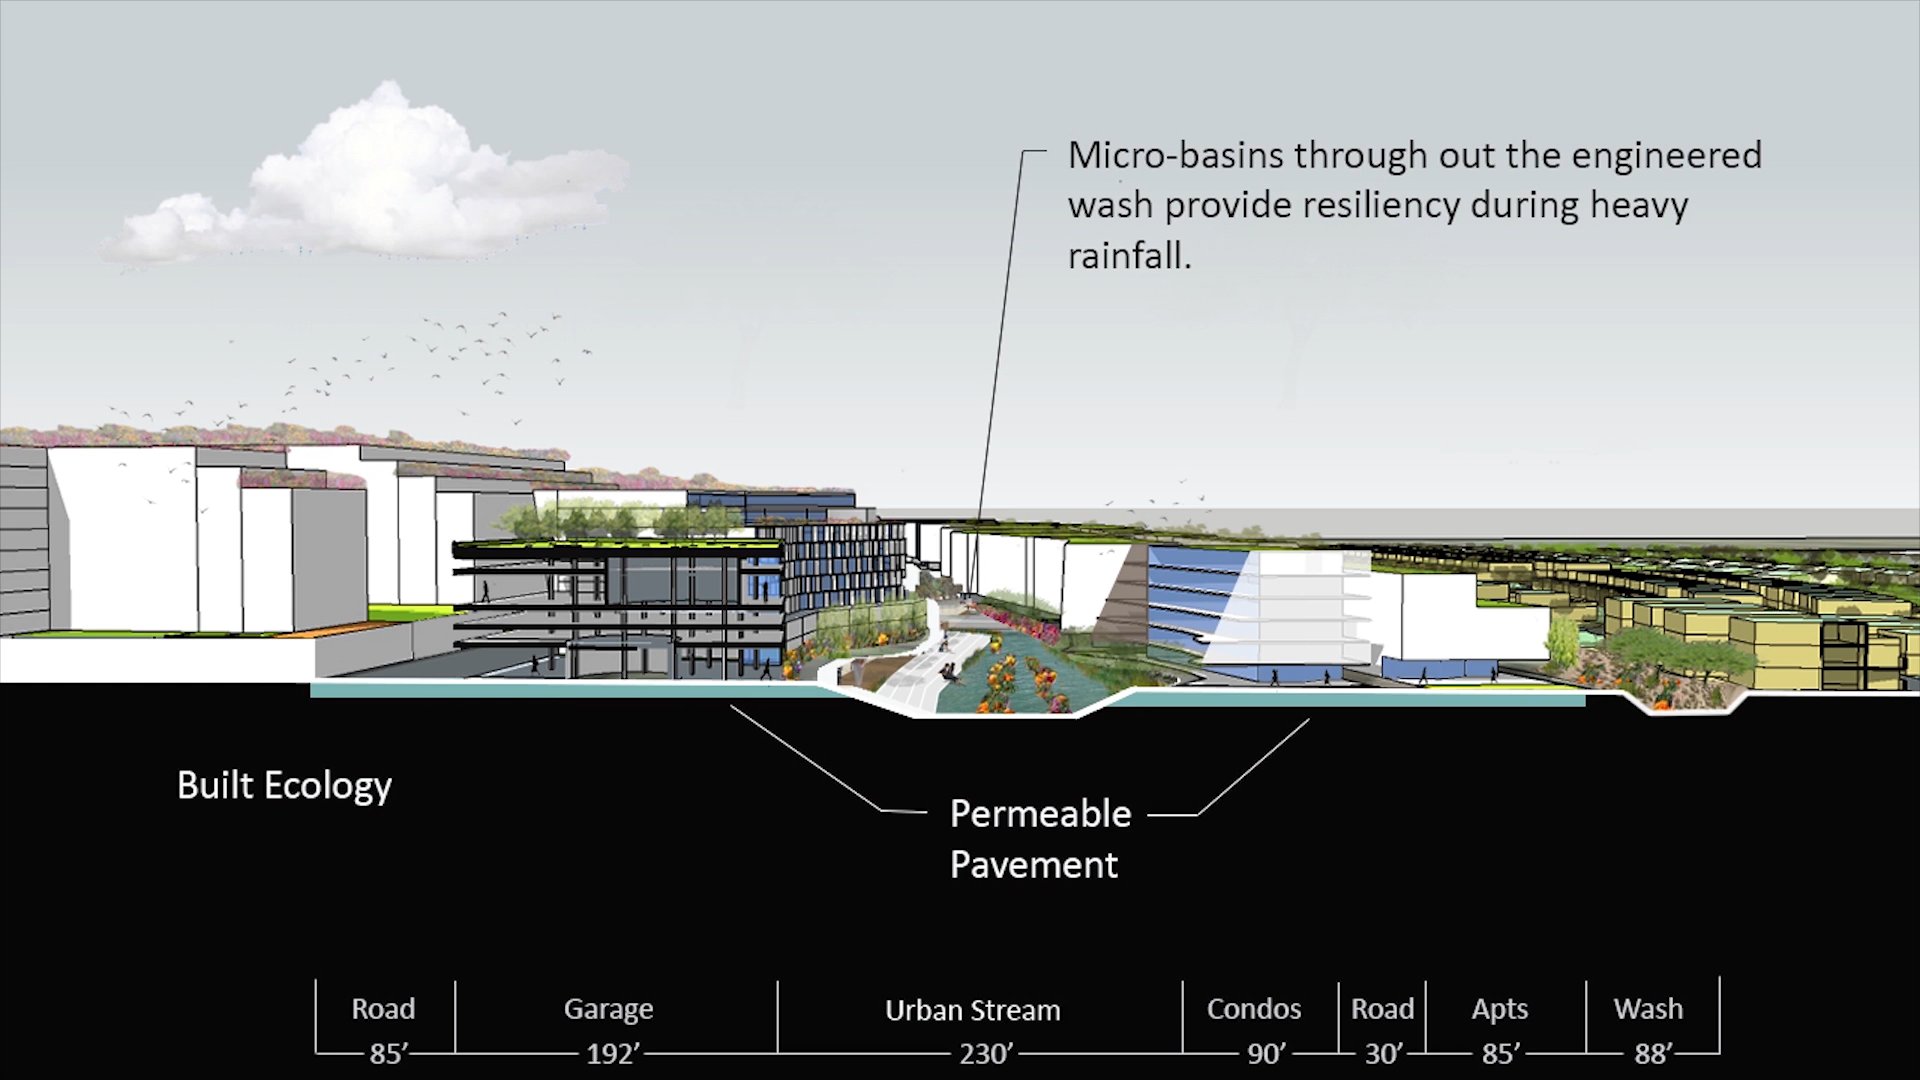 Micro-basins through out the engineered
wash provide resiliency during heavy
rainfall.
Built Ecology
Permeable
Pavement
Road Garage Urban Stream Condos Road Apts Wash
85’ 192’ 230’ 90’ 30’ 85’ 88’